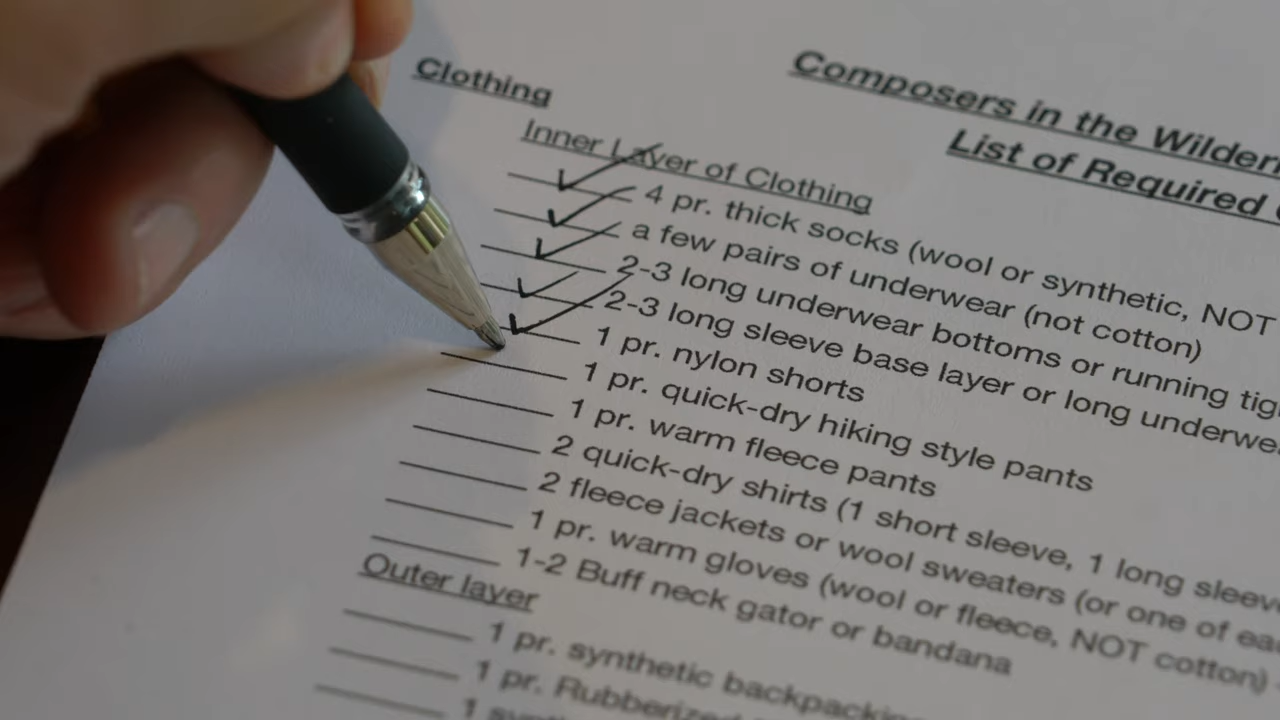 Composers in the
List of Required
Clothing
Inner Layer of Clothing
4 pr. thick socks (wool or synthetic, NOT
a few pairs of underwear (not cotton)
2-3 long underwear bottoms or running
2-3 long sleeve base layer or long
1 pr. nylon shorts
1 pr. quick-dry hiking style pants
1 pr. warm fleece pants
2 quick-dry shirts (1 short sleeve, 1 long
2 fleece jackets or wool sweaters (or one of
1 pr. warm gloves (wool or fleece, NOT cotton)
1-2 Buff neck gator or bandana
Outer layer
1 pr. synthetic
1 pr. Rubberized
1